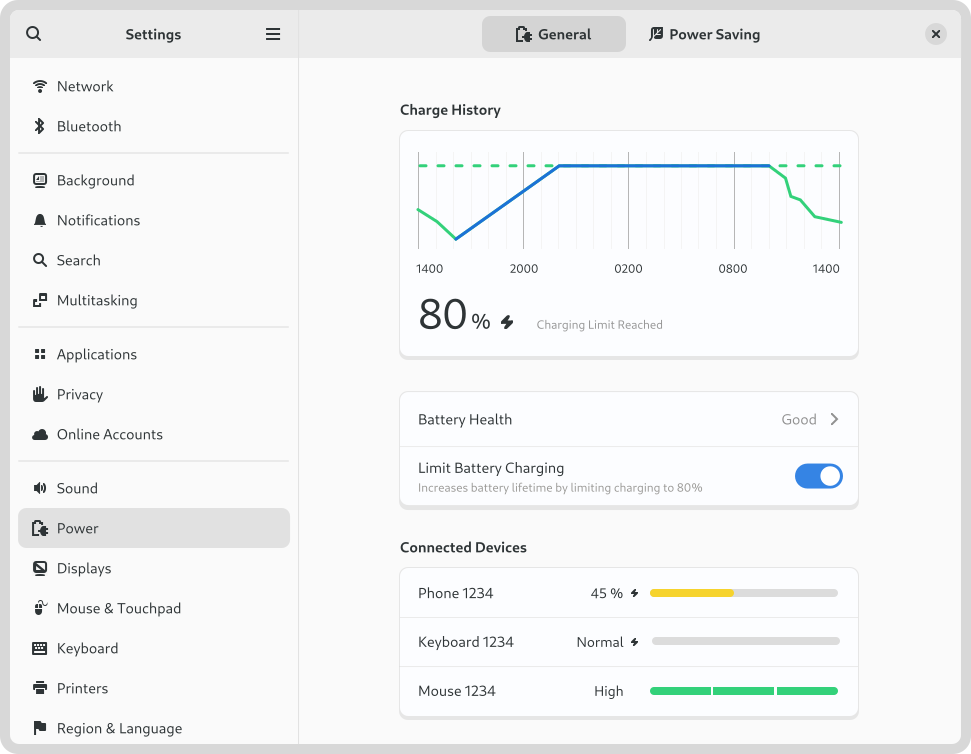 Settings
General
Power Saving
Network
Bluetooth
Background
Notifications
Search
Multitasking
Applications
Privacy
Online Accounts
Sound
Power
Displays
Mouse & Touchpad
Keyboard
Printers
Region & Language
Charge History
1400 2000 0200 0800 1400
80 % Charging Limit Reached
Battery Health Good
Limit Battery Charging
Increases battery lifetime by limiting charging to 80%
Connected Devices
Phone 1234 45 %
Keyboard 1234 Normal
Mouse 1234 High